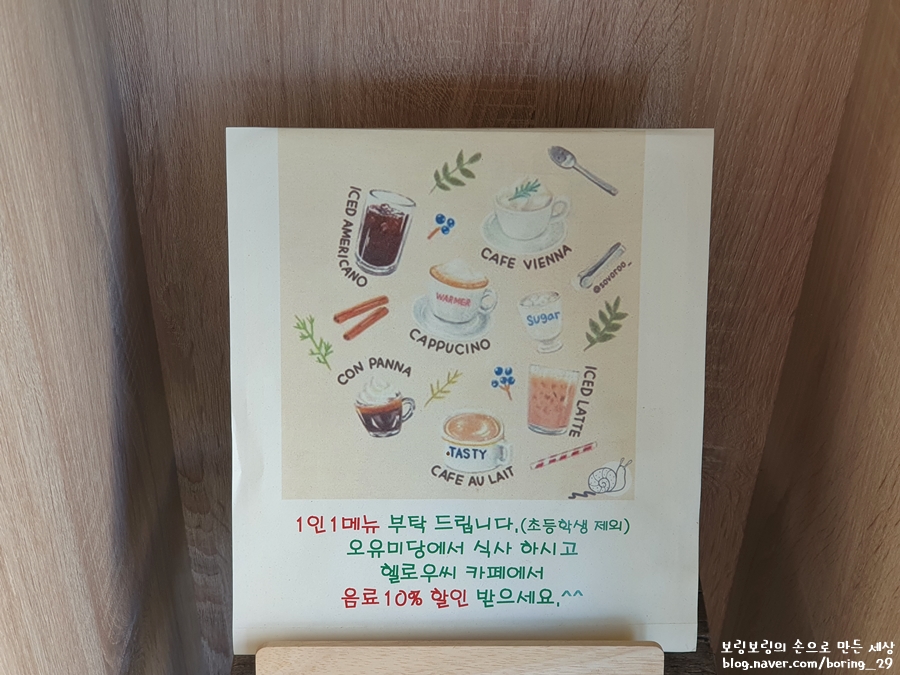 ICED AMERICANO
CAFE VIENNA
@sovoroo_
WARMER
Sugar
CAPPUCINO
CON PANNA
ICED LATTE
TASTY
CAFE AU LAIT
1인1메뉴 부탁 드립니다.(초등학생 제외)
오유미당에서 식사 하시고
헬로우씨 카페에서
음료10% 할인 받으세요.^^
보링보링의 손으로 만든 세상
blog.naver.com/boring_29